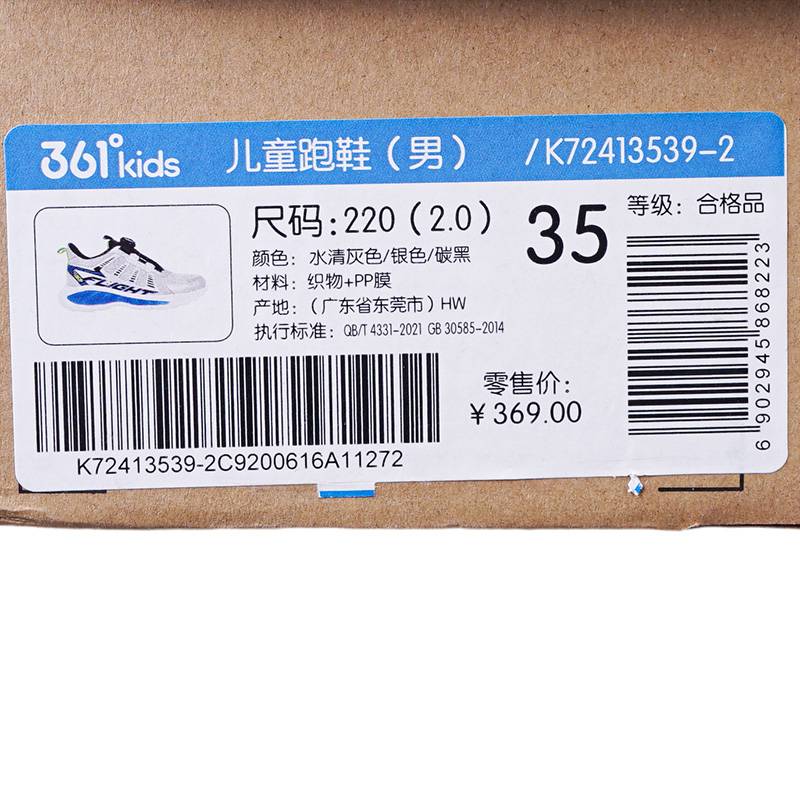 361°kids 儿童跑鞋（男） /K72413539-2
尺码:220（2.0）
35
等级：合格品
颜色：水清灰色/银色/碳黑
材料：织物+PP膜
产地：（广东省东莞市）HW
执行标准：QB/T 4331-2021 GB 30585-2014
FLIGHT
零售价：
¥369.00
K72413539-2C9200616A11272
6 902945 868223